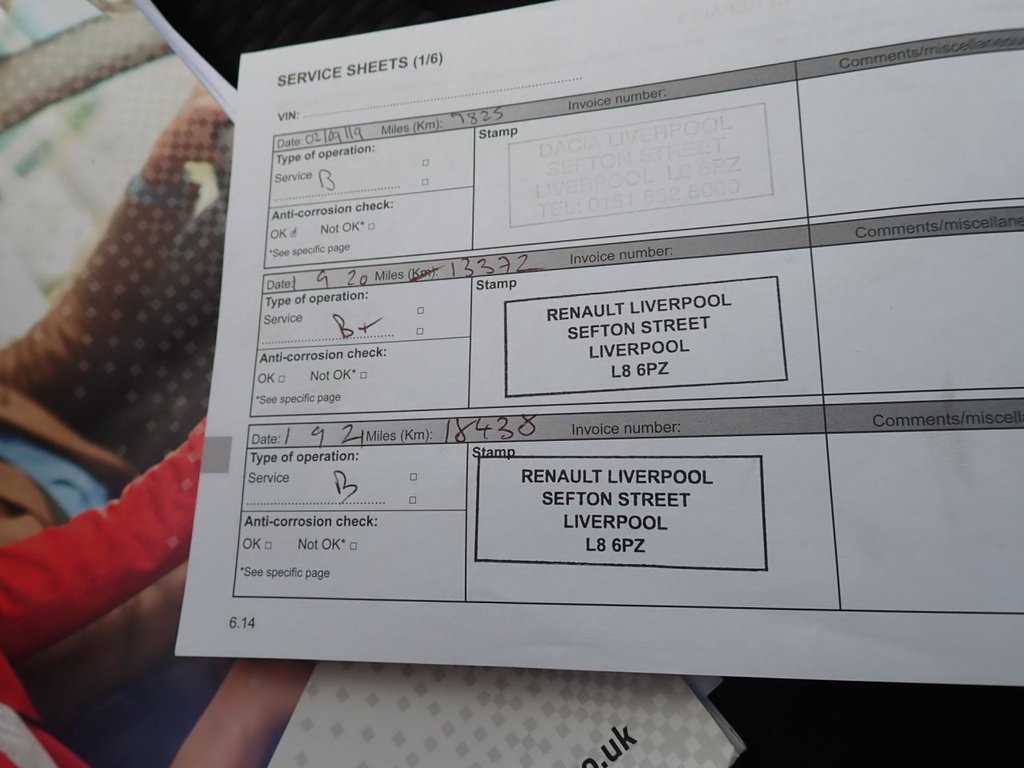 SERVICE SHEETS (1/6)
VIN:
Date: 02/09/19 Miles (Km): 9825 Invoice number: Comments/miscellaneou
Type of operation:
Service B
Anti-corrosion check:
OK Not OK*
*See specific page
Stamp
DACIA LIVERPOOL
SEFTON STREET
LIVERPOOL L8 6PZ
TEL: 0151 552 8000
Date: 1 9 20 Miles (Km): 13372 Invoice number: Comments/miscellane
Type of operation:
Service B+
Anti-corrosion check:
OK Not OK*
*See specific page
Stamp
RENAULT LIVERPOOL
SEFTON STREET
LIVERPOOL
L8 6PZ
Date: 1 9 21 Miles (Km): 18438 Invoice number: Comments/miscella
Type of operation:
Service B
Anti-corrosion check:
OK Not OK*
*See specific page
Stamp
RENAULT LIVERPOOL
SEFTON STREET
LIVERPOOL
L8 6PZ
6.14
o.uk